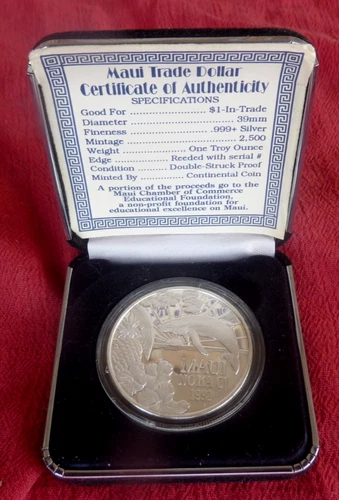 Maui Trade Dollar
Certificate of Authenticity
SPECIFICATIONS
Good For .................. $1-In-Trade
Diameter .......................... 39mm
Fineness .................. .999+ Silver
Mintage ............................ 2,500
Weight ................ One Troy Ounce
Edge .............. Reeded with serial #
Condition ......... Double-Struck Proof
Minted By .............. Continental Coin
A portion of the proceeds go to the
Maui Chamber of Commerce
Educational Foundation,
a non-profit foundation for
educational excellence on Maui.
MAUI